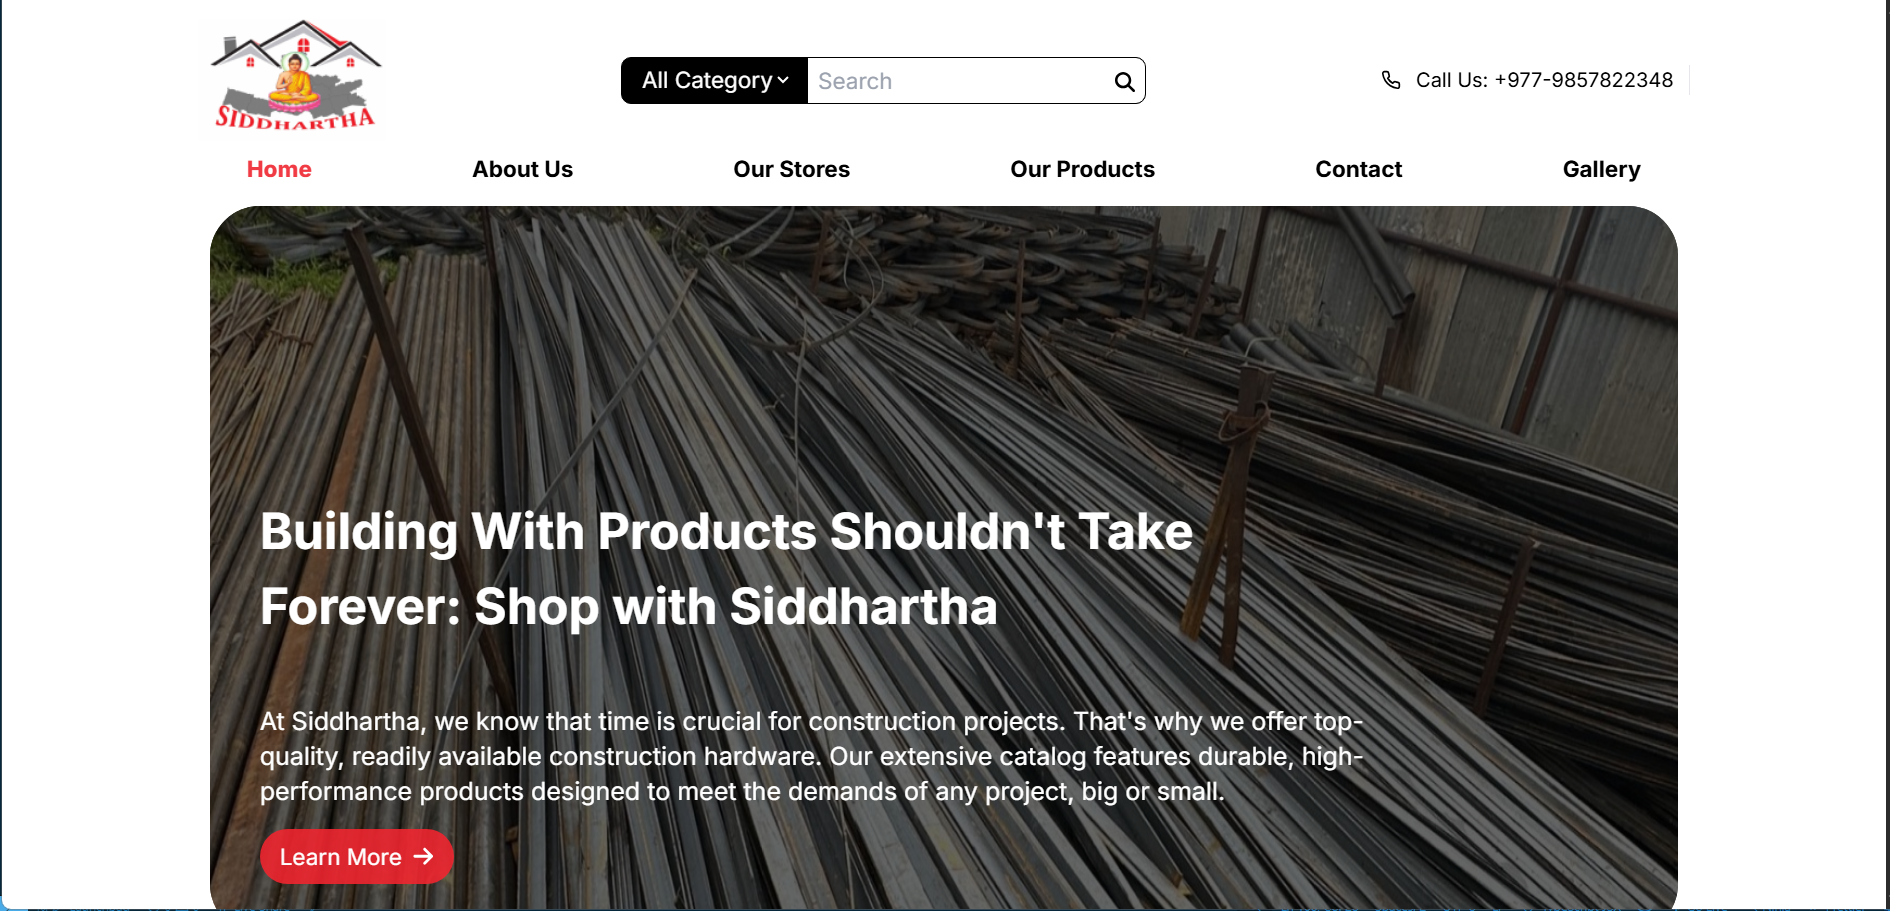 SIDDHARTHA
All Category
Search
Call Us: +977-9857822348
Home
About Us
Our Stores
Our Products
Contact
Gallery
Building With Products Shouldn't Take
Forever: Shop with Siddhartha
At Siddhartha, we know that time is crucial for construction projects. That's why we offer top-
quality, readily available construction hardware. Our extensive catalog features durable, high-
performance products designed to meet the demands of any project, big or small.
Learn More